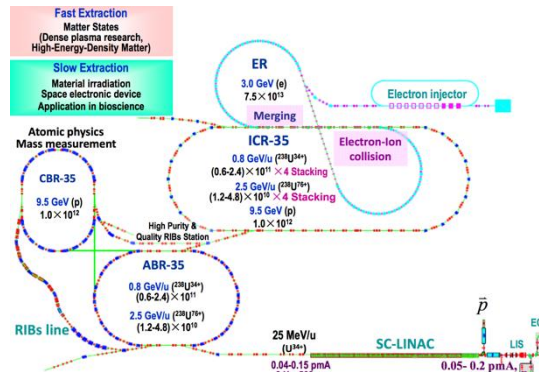 Fast Extraction
Matter States
(Dense plasma research,
High-Energy-Density Matter)
Slow Extraction
Material irradiation
Space electronic device
Application in bioscience
ER
3.0 GeV (e)
7.5×10¹³
Merging
Electron injector
Electron-Ion
collision
ICR-35
0.8 GeV/u (²³⁸U³⁴⁺)
(0.6-2.4)×10¹¹ ×4 Stacking
2.5 GeV/u (²³⁸U⁷⁶⁺)
(1.2-4.8)×10¹⁰ ×4 Stacking
9.5 GeV (p)
1.0×10¹²
Atomic physics
Mass measurement
CBR-35
9.5 GeV (p)
1.0×10¹²
High Purity &
Quality RIBs Station
ABR-35
0.8 GeV/u (²³⁸U³⁴⁺)
(0.6-2.4)×10¹¹
2.5 GeV/u (²³⁸U⁷⁶⁺)
(1.2-4.8)×10¹⁰
RIBs line
25 MeV/u
(U³⁴⁺)
0.04-0.15 pmA
SC-LINAC
p⃗
LIS
0.05- 0.2 pmA,